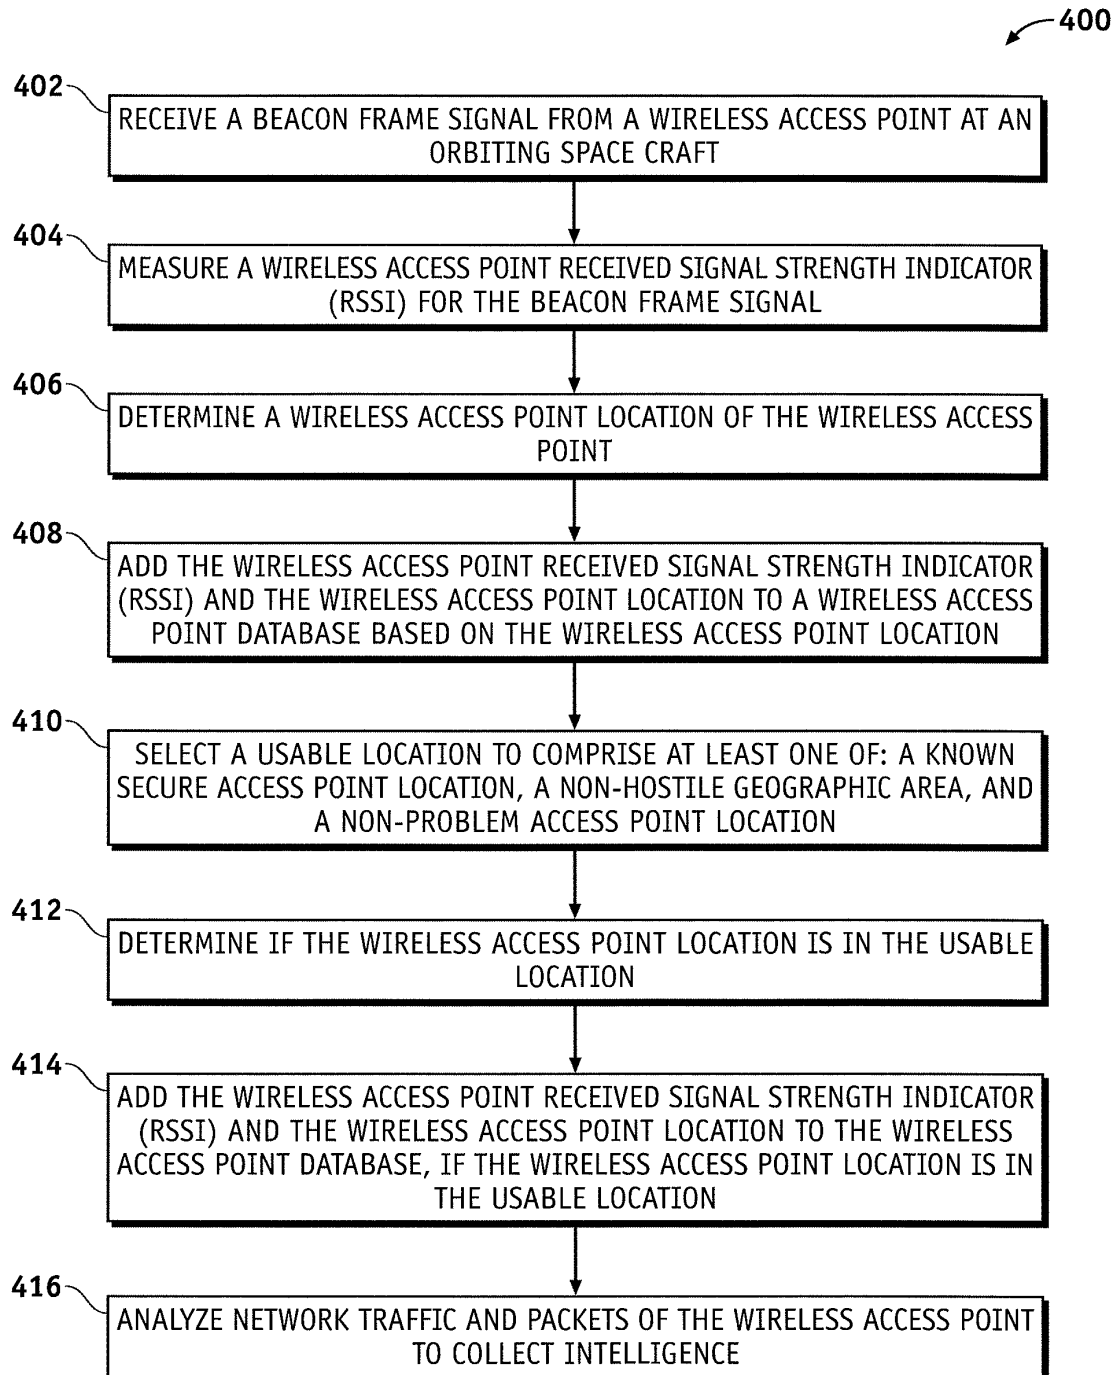 400
402
RECEIVE A BEACON FRAME SIGNAL FROM A WIRELESS ACCESS POINT AT AN
ORBITING SPACE CRAFT
404
MEASURE A WIRELESS ACCESS POINT RECEIVED SIGNAL STRENGTH INDICATOR
(RSSI) FOR THE BEACON FRAME SIGNAL
406
DETERMINE A WIRELESS ACCESS POINT LOCATION OF THE WIRELESS ACCESS
POINT
408
ADD THE WIRELESS ACCESS POINT RECEIVED SIGNAL STRENGTH INDICATOR
(RSSI) AND THE WIRELESS ACCESS POINT LOCATION TO A WIRELESS ACCESS
POINT DATABASE BASED ON THE WIRELESS ACCESS POINT LOCATION
410
SELECT A USABLE LOCATION TO COMPRISE AT LEAST ONE OF: A KNOWN
SECURE ACCESS POINT LOCATION, A NON-HOSTILE GEOGRAPHIC AREA, AND
A NON-PROBLEM ACCESS POINT LOCATION
412
DETERMINE IF THE WIRELESS ACCESS POINT LOCATION IS IN THE USABLE
LOCATION
414
ADD THE WIRELESS ACCESS POINT RECEIVED SIGNAL STRENGTH INDICATOR
(RSSI) AND THE WIRELESS ACCESS POINT LOCATION TO THE WIRELESS
ACCESS POINT DATABASE, IF THE WIRELESS ACCESS POINT LOCATION IS IN
THE USABLE LOCATION
416
ANALYZE NETWORK TRAFFIC AND PACKETS OF THE WIRELESS ACCESS POINT
TO COLLECT INTELLIGENCE